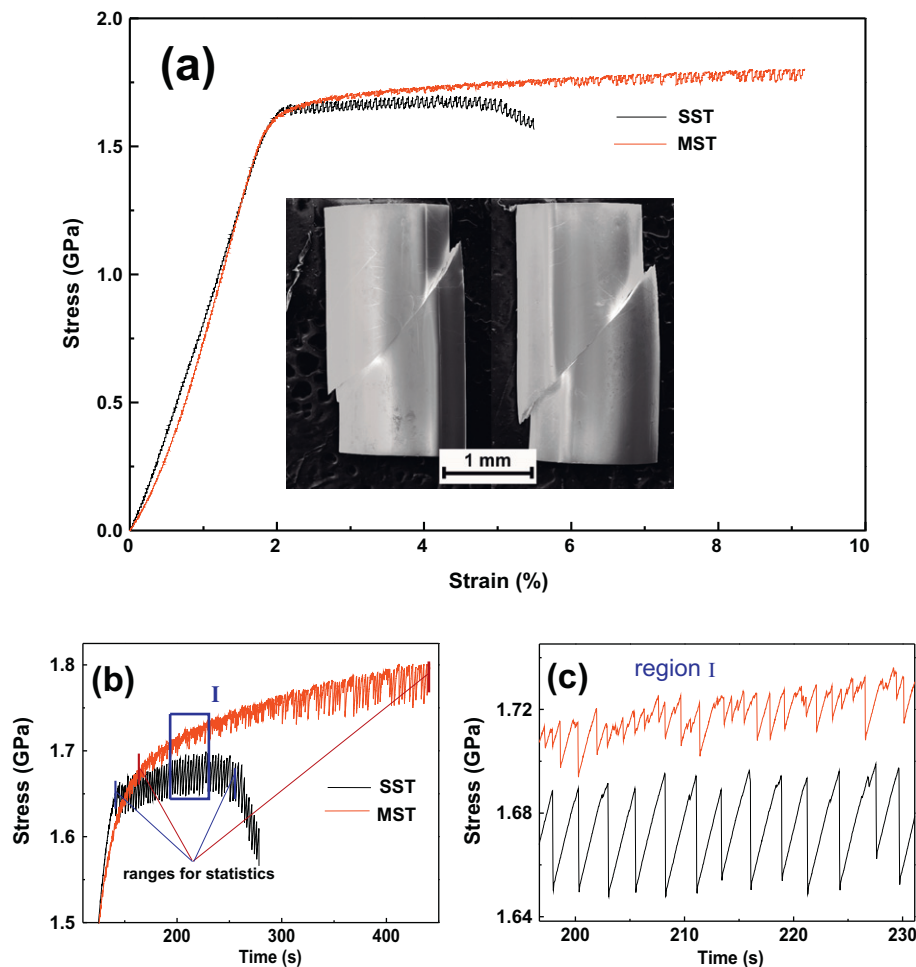 (a)
2.0
1.5
1.0
0.5
0.0
Stress (GPa)
SST
MST
1 mm
0 2 4 6 8 10
Strain (%)
(b)
I
1.8
1.7
1.6
1.5
Stress (GPa)
SST
MST
ranges for statistics
200 300 400
Time (s)
(c)
region I
1.72
1.68
1.64
Stress (GPa)
200 210 220 230
Time (s)